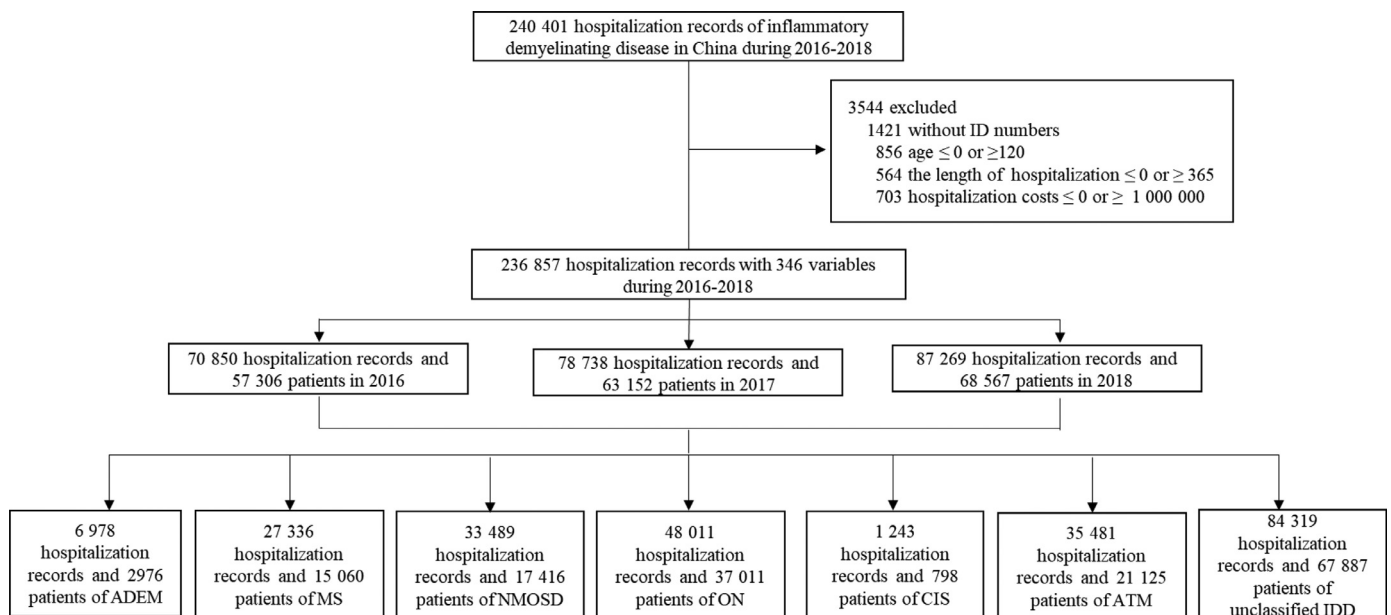 240 401 hospitalization records of inflammatory
demyelinating disease in China during 2016-2018
3544 excluded
1421 without ID numbers
856 age ≤ 0 or ≥120
564 the length of hospitalization ≤ 0 or ≥ 365
703 hospitalization costs ≤ 0 or ≥ 1 000 000
236 857 hospitalization records with 346 variables
during 2016-2018
70 850 hospitalization records and
57 306 patients in 2016
78 738 hospitalization records and
63 152 patients in 2017
87 269 hospitalization records and
68 567 patients in 2018
6 978
hospitalization
records and 2976
patients of ADEM
27 336
hospitalization
records and 15 060
patients of MS
33 489
hospitalization
records and 17 416
patients of NMOSD
48 011
hospitalization
records and 37 011
patients of ON
1 243
hospitalization
records and 798
patients of CIS
35 481
hospitalization
records and 21 125
patients of ATM
84 319
hospitalization
records and 67 887
patients of
unclassified IDD